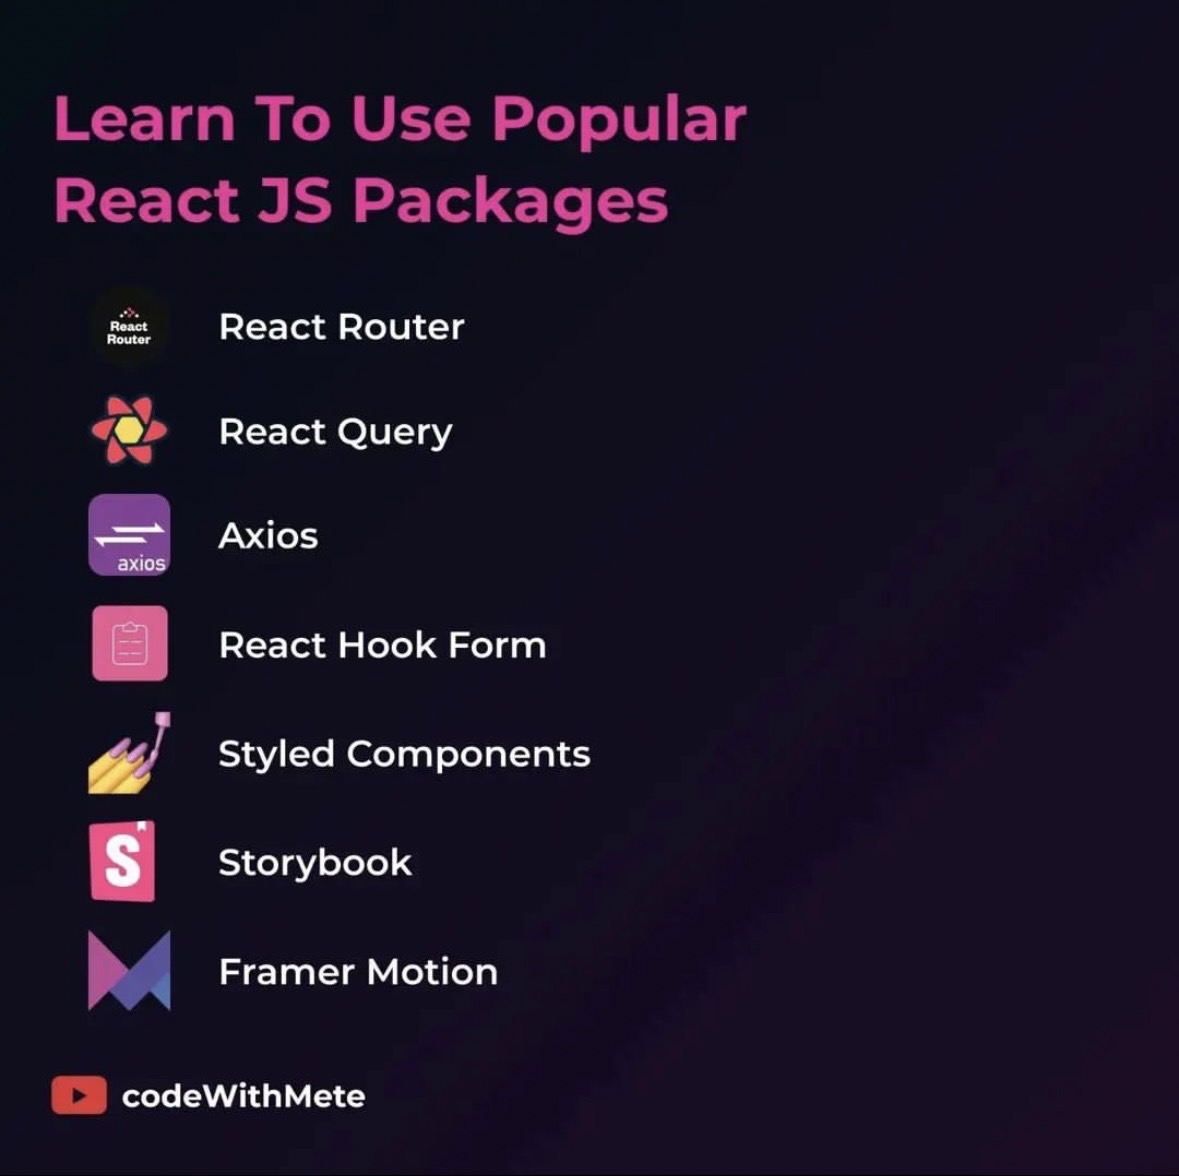 Learn To Use Popular
React JS Packages
React
Router
React Router
React Query
axios
Axios
React Hook Form
Styled Components
S
Storybook
Framer Motion
codeWithMete